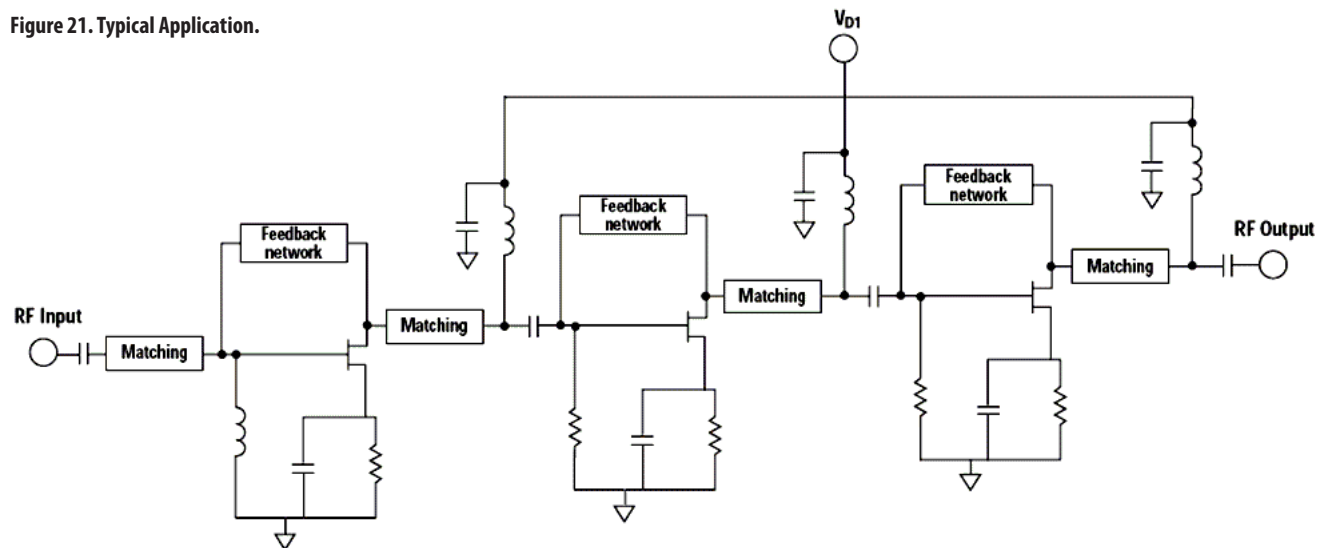 Figure 21. Typical Application.
VD1
Feedback
network
Feedback
network
Feedback
network
RF Output
Matching
Matching
Matching
RF Input
Matching